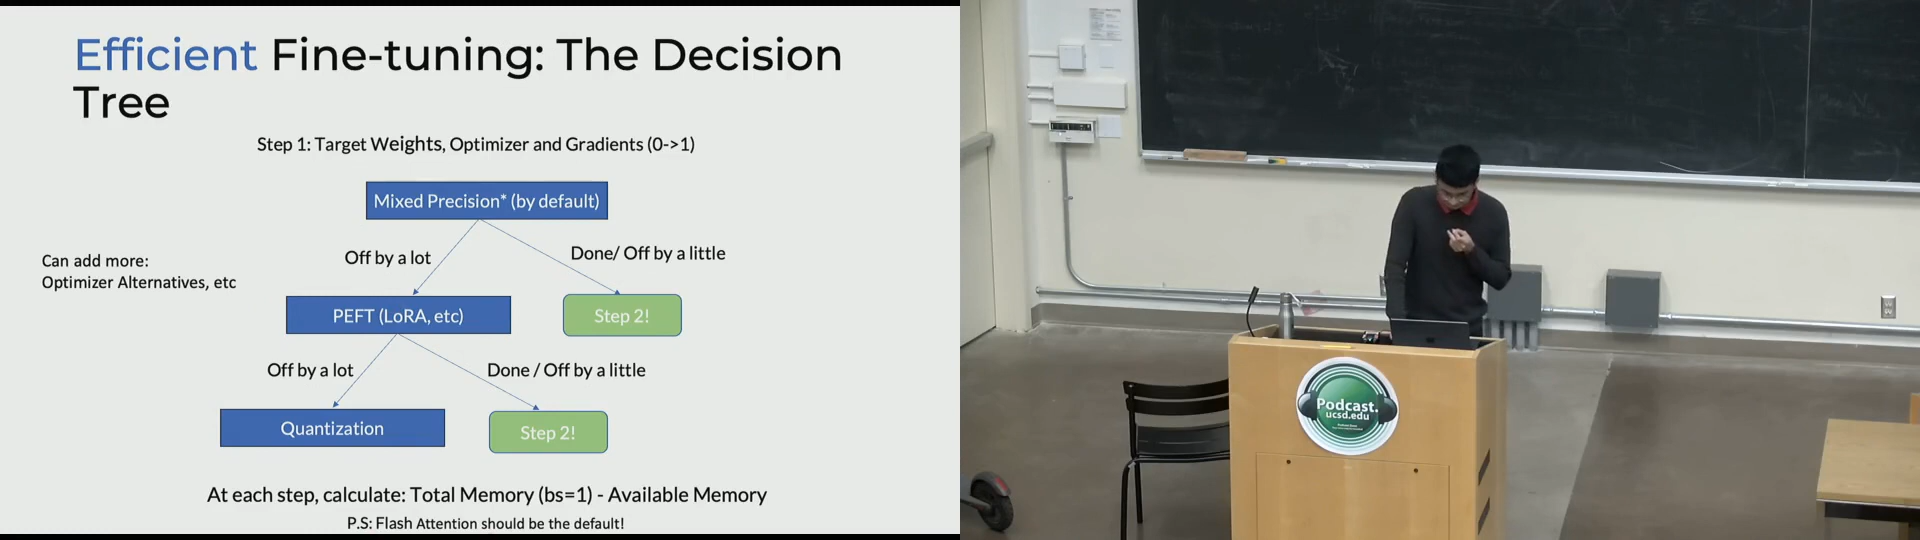 Efficient Fine-tuning: The Decision
Tree
Step 1: Target Weights, Optimizer and Gradients (0->1)
Mixed Precision* (by default)
Off by a lot
Done/ Off by a little
Can add more:
Optimizer Alternatives, etc
PEFT (LoRA, etc)
Step 2!
Off by a lot
Done / Off by a little
Quantization
Step 2!
At each step, calculate: Total Memory (bs=1) - Available Memory
P.S: Flash Attention should be the default!
Podcast.
ucsd.edu